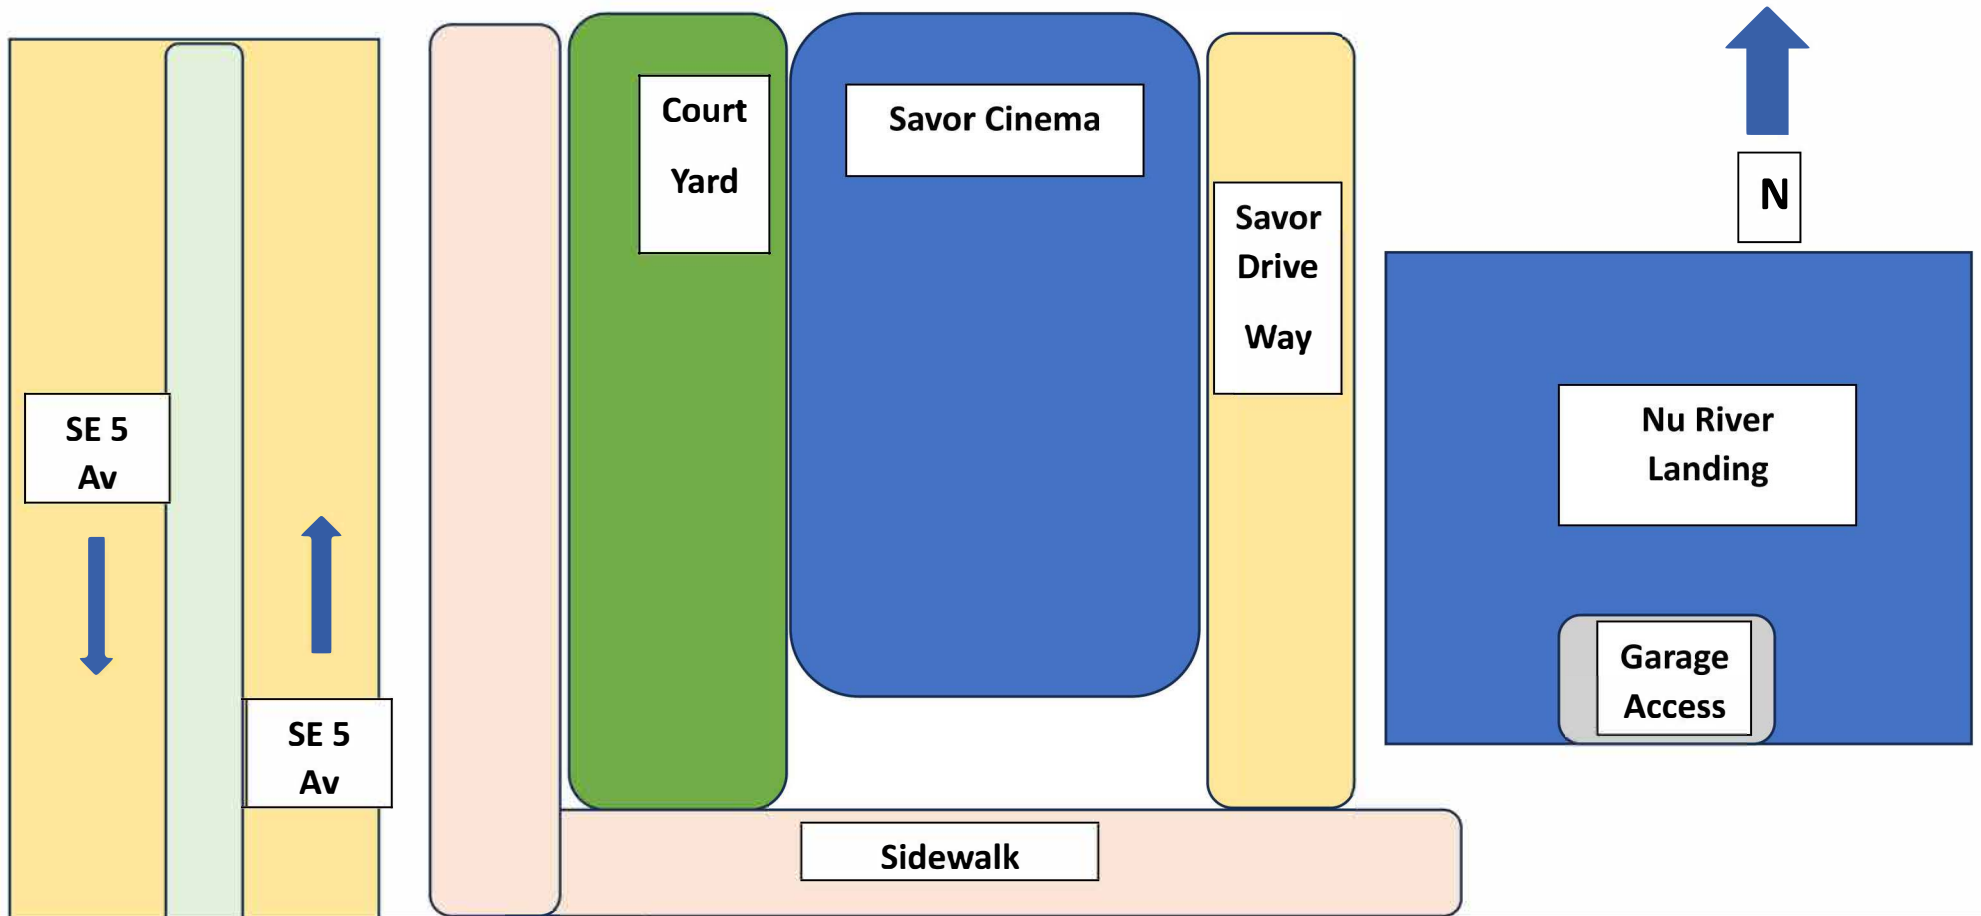 Court
Yard
Savor Cinema
Savor
Drive
Way
N
SE 5
Av
Nu River
Landing
Garage
Access
SE 5
Av
Sidewalk